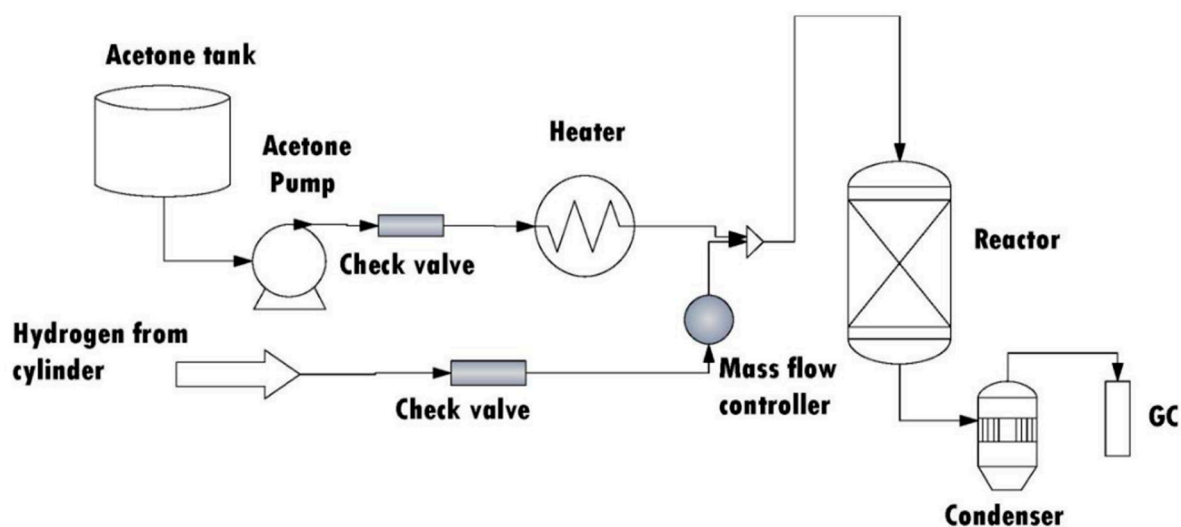 Acetone tank
Acetone
Pump
Heater
Check valve
Reactor
Hydrogen from
cylinder
Mass flow
controller
Check valve
GC
Condenser